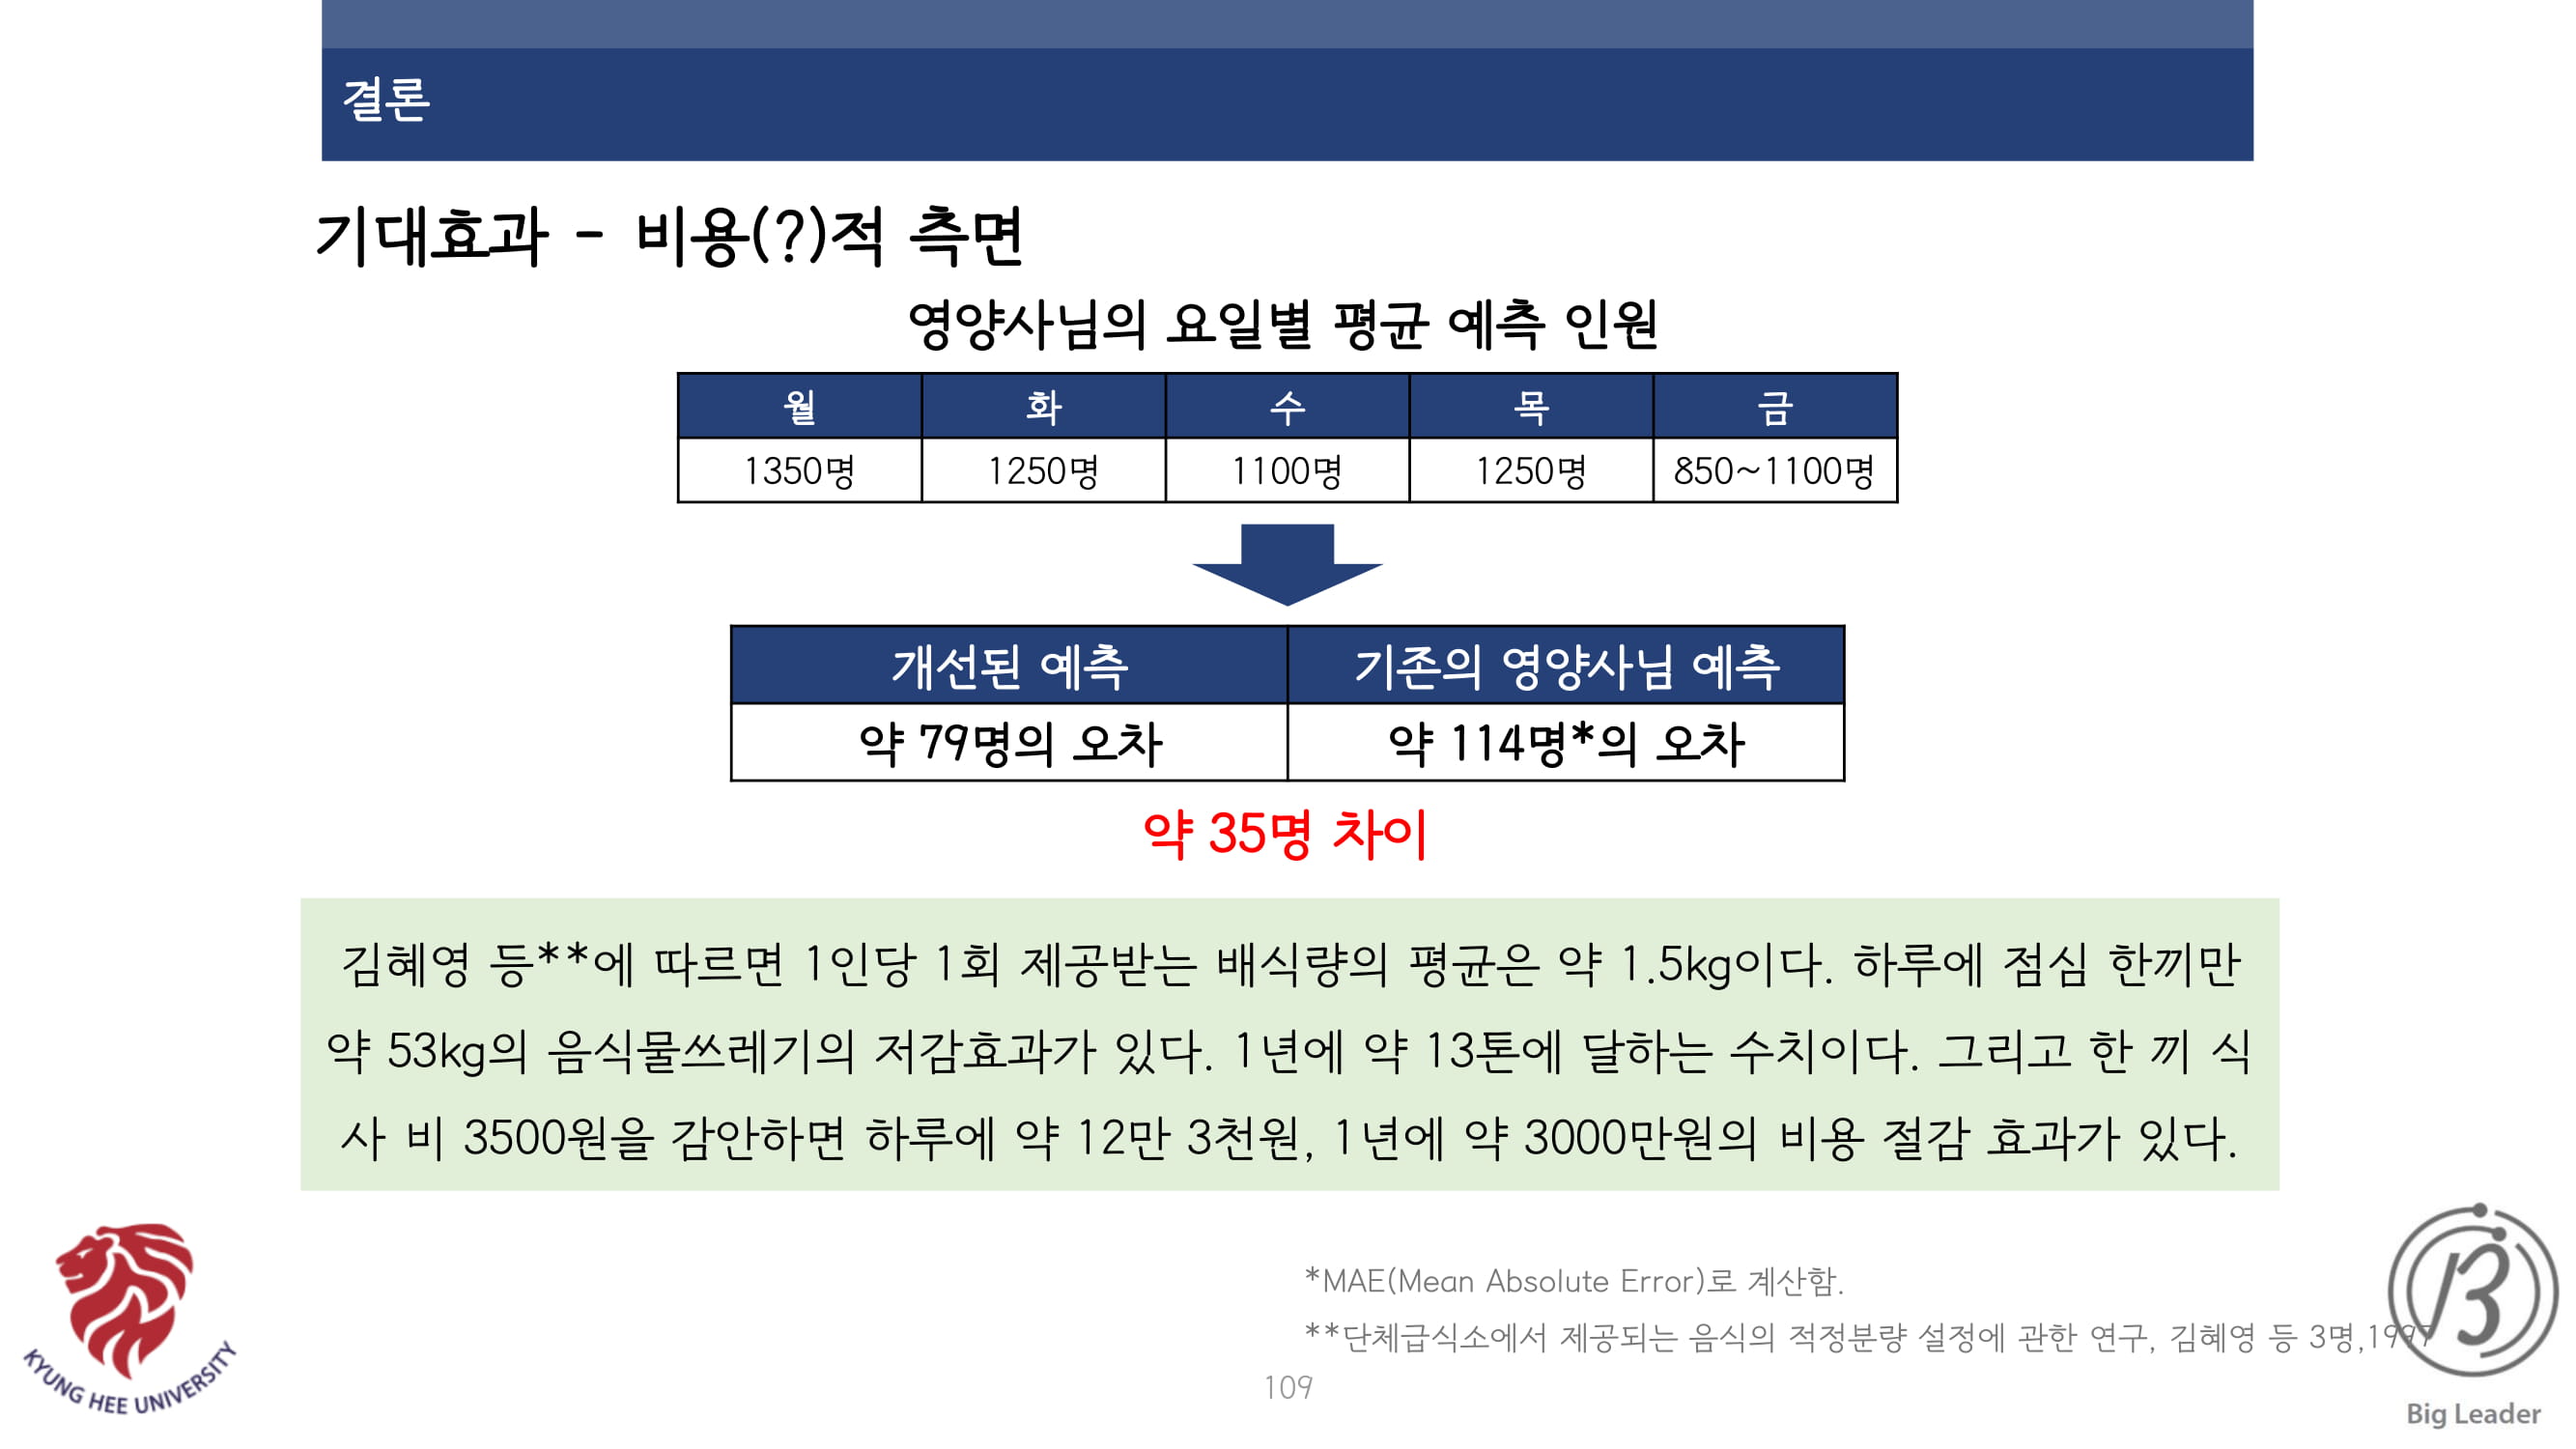 결론
기대효과 - 비용(?)적 측면
영양사님의 요일별 평균 예측 인원
월 화 수 목 금
1350명 1250명 1100명 1250명 850~1100명
개선된 예측 기존의 영양사님 예측
약 79명의 오차 약 114명*의 오차
약 35명 차이
김혜영 등**에 따르면 1인당 1회 제공받는 배식량의 평균은 약 1.5kg이다. 하루에 점심 한끼만
약 53kg의 음식물쓰레기의 저감효과가 있다. 1년에 약 13톤에 달하는 수치이다. 그리고 한 끼 식
사 비 3500원을 감안하면 하루에 약 12만 3천원, 1년에 약 3000만원의 비용 절감 효과가 있다.
*MAE(Mean Absolute Error)로 계산함.
**단체급식소에서 제공되는 음식의 적정분량 설정에 관한 연구, 김혜영 등 3명,1997
109
KYUNG HEE UNIVERSITY
Big Leader